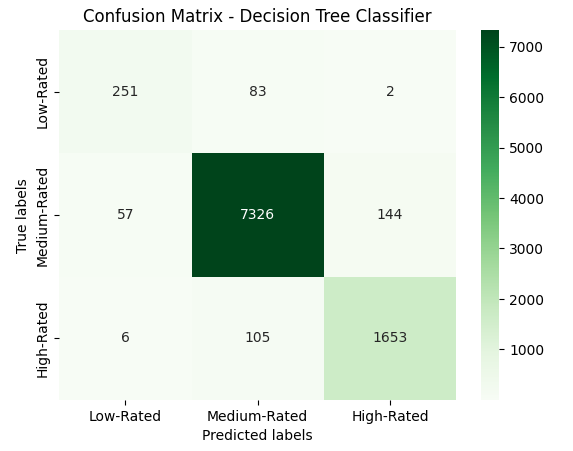 Confusion Matrix - Decision Tree Classifier
True labels
Low-Rated
251 83 2
Medium-Rated
57 7326 144
High-Rated
6 105 1653
Low-Rated Medium-Rated High-Rated
Predicted labels
7000
6000
5000
4000
3000
2000
1000